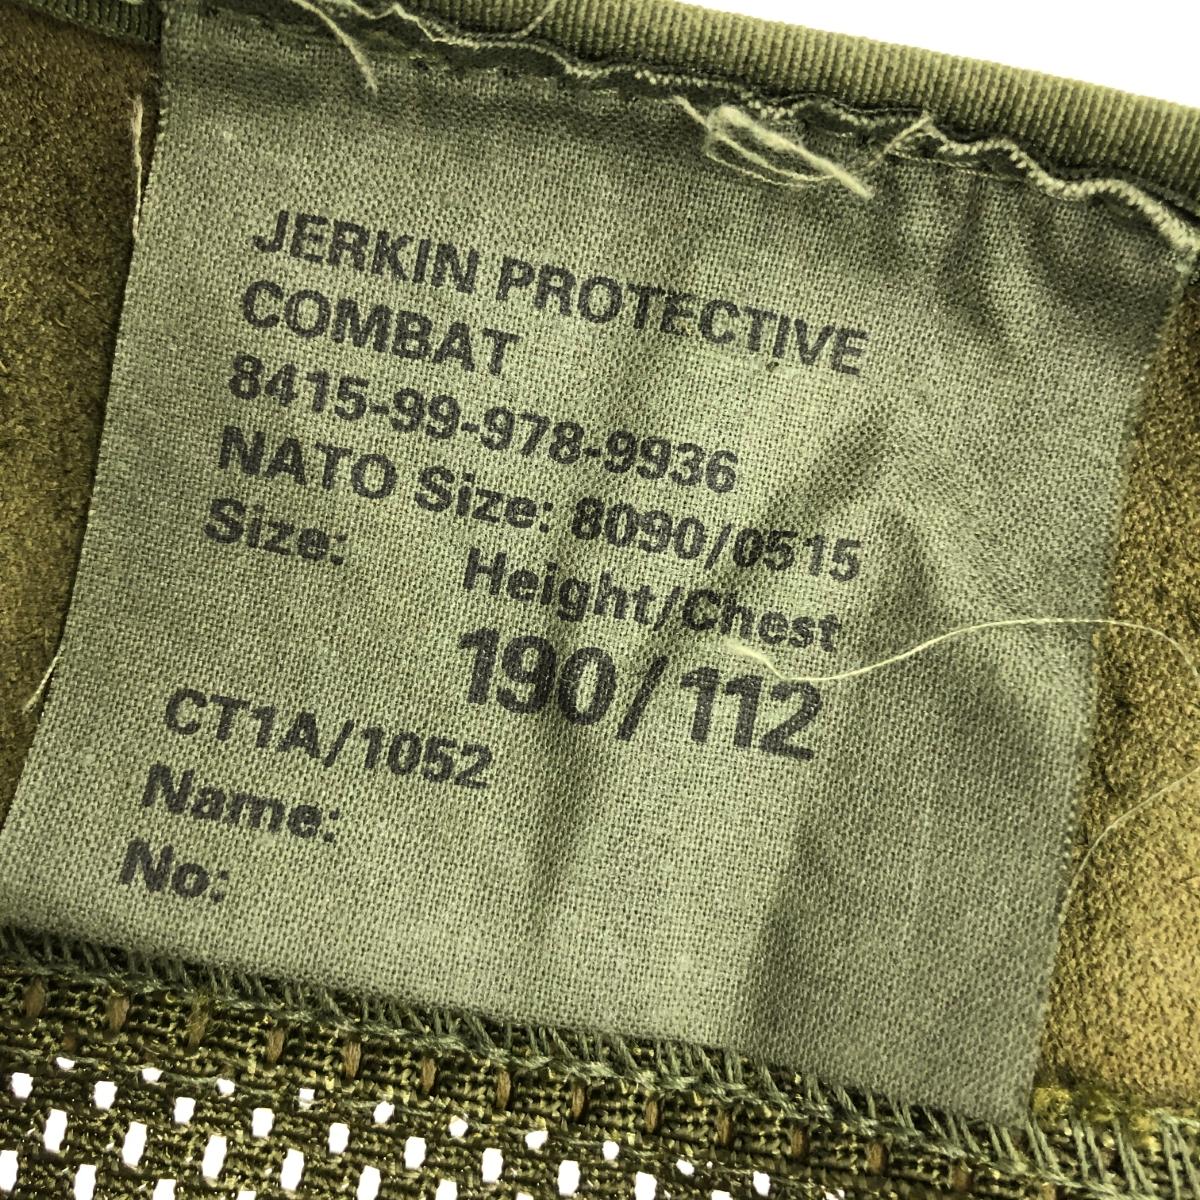 JERKIN PROTECTIVE
COMBAT
8415-99-978-9936
NATO Size: 8090/0515
Size: Height/Chest
190/112
CT1A/1052
Name:
No: